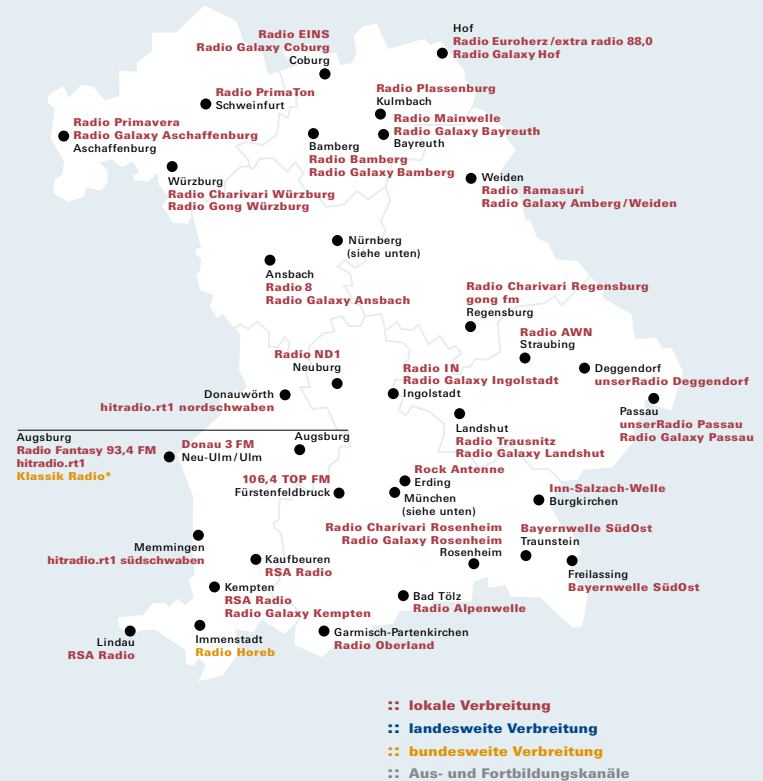 Radio EINS
Radio Galaxy Coburg
Coburg
Hof
Radio Euroherz/extra radio 88,0
Radio Galaxy Hof
Radio PrimaTon
Schweinfurt
Radio Plassenburg
Kulmbach
Radio Primavera
Radio Galaxy Aschaffenburg
Aschaffenburg
Radio Mainwelle
Radio Galaxy Bayreuth
Bayreuth
Bamberg
Radio Bamberg
Radio Galaxy Bamberg
Würzburg
Radio Charivari Würzburg
Radio Gong Würzburg
Weiden
Radio Ramasuri
Radio Galaxy Amberg/Weiden
Nürnberg
(siehe unten)
Ansbach
Radio 8
Radio Galaxy Ansbach
Radio Charivari Regensburg
gong fm
Regensburg
Radio AWN
Straubing
Radio ND1
Neuburg
Radio IN
Radio Galaxy Ingolstadt
Ingolstadt
Deggendorf
unserRadio Deggendorf
Donauwörth
hitradio.rt1 nordschwaben
Passau
unserRadio Passau
Radio Galaxy Passau
Landshut
Radio Trausnitz
Radio Galaxy Landshut
Augsburg
Radio Fantasy 93,4 FM
hitradio.rt1
Klassik Radio*
Donau 3 FM
Neu-Ulm/Ulm
Augsburg
106,4 TOP FM
Fürstenfeldbruck
Rock Antenne
Erding
München
(siehe unten)
Inn-Salzach-Welle
Burgkirchen
Radio Charivari Rosenheim
Radio Galaxy Rosenheim
Rosenheim
Bayernwelle SüdOst
Traunstein
Memmingen
hitradio.rt1 südschwaben
Kaufbeuren
RSA Radio
Freilassing
Bayernwelle SüdOst
Kempten
RSA Radio
Radio Galaxy Kempten
Bad Tölz
Radio Alpenwelle
Lindau
RSA Radio
Immenstadt
Radio Horeb
Garmisch-Partenkirchen
Radio Oberland
:: lokale Verbreitung
:: landesweite Verbreitung
:: bundesweite Verbreitung
:: Aus- und Fortbildungskanäle